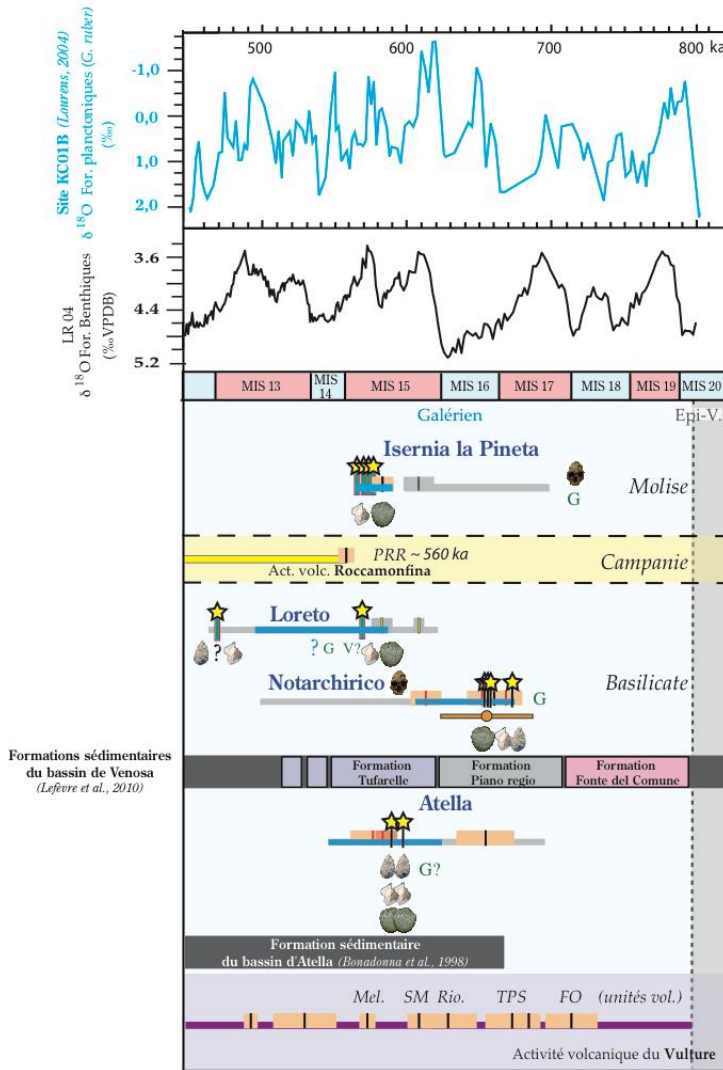 500 600 700 800 ka
Site KC01B (Lourens, 2004)
δ ¹⁸O For. planctoniques (G. ruber)
(‰)
-1,0
0,0
1,0
2,0
LR 04
δ ¹⁸O For. Benthiques
(‰ VPDB)
3.6
4.4
5.2
MIS 13
MIS 14
MIS 15
MIS 16
MIS 17
MIS 18
MIS 19
MIS 20
Galérien
Epi-V.
Isernia la Pineta
G
Molise
PRR ~ 560 ka
Act. volc. Roccamonfina
Campanie
Loreto
?
? G V?
Notarchirico
G
Basilicate
Formations sédimentaires
du bassin de Venosa
(Lefèvre et al., 2010)
Formation
Tufarelle
Formation
Piano regio
Formation
Fonte del Comune
Atella
G?
Formation sédimentaire
du bassin d'Atella (Bonadonna et al., 1998)
Mel. SM Rio. TPS FO (unités vol.)
Activité volcanique du Vulture